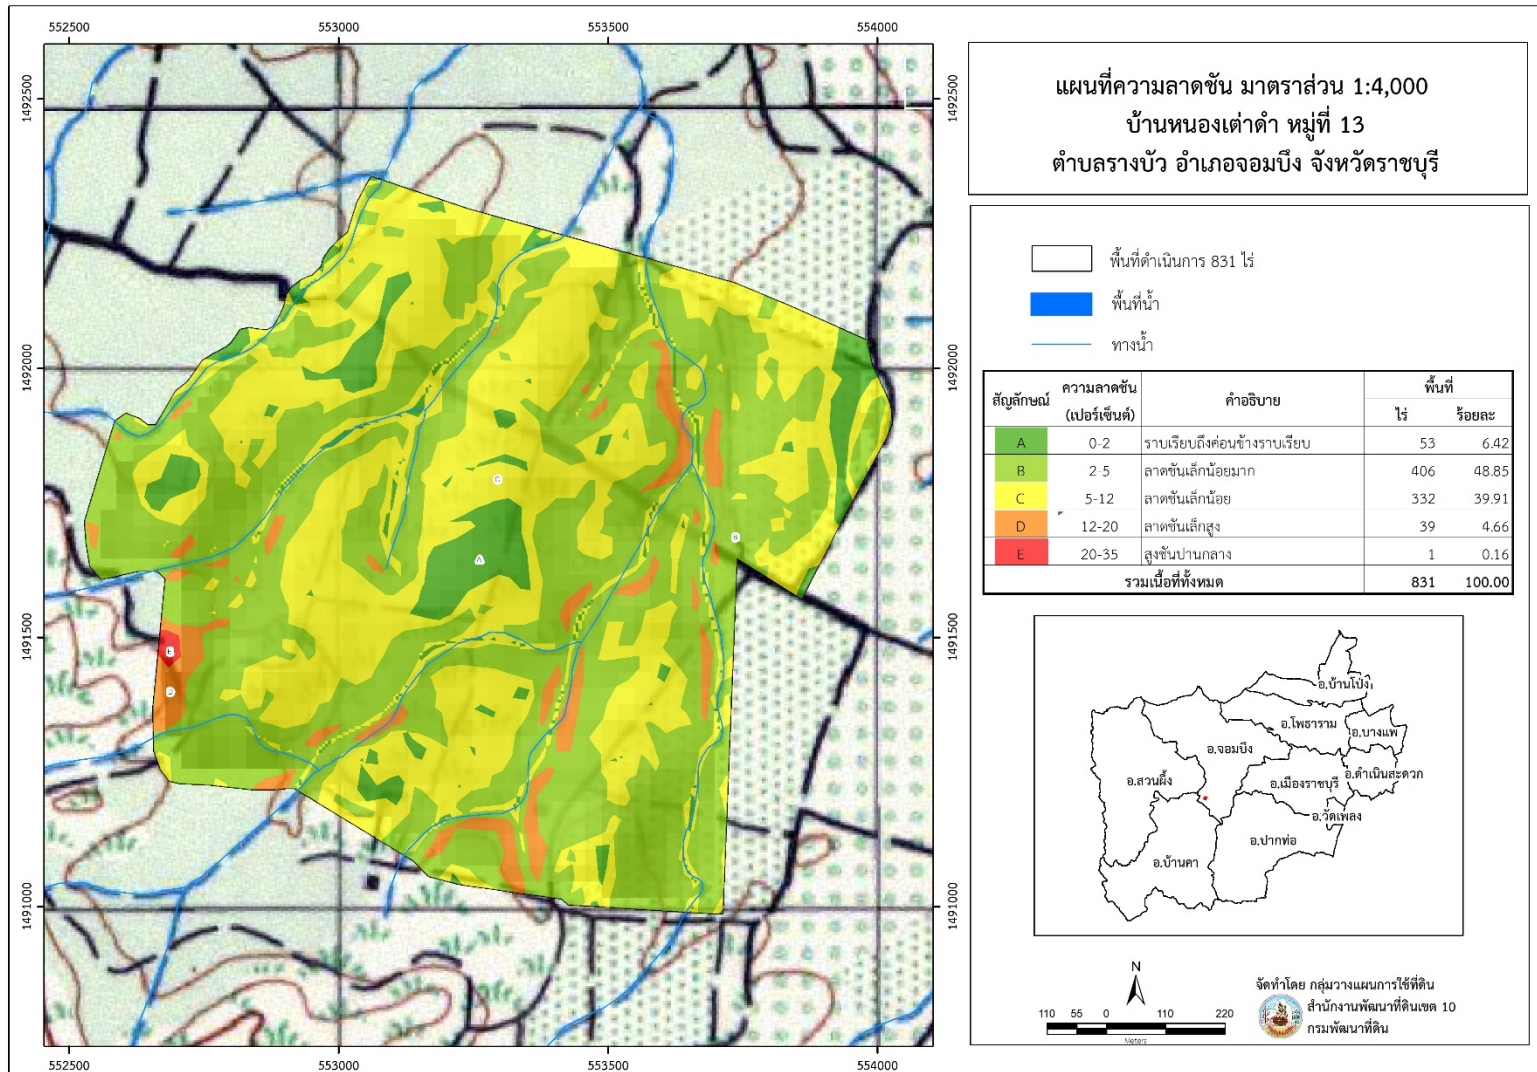 552500 553000 553500 554000
1492500
1492000
1491500
1491000
1492500
1492000
1491500
1491000
552500 553000 553500 554000
C
A
B
E
D
แผนที่ความลาดชัน มาตราส่วน 1:4,000
บ้านหนองเต่าดำ หมู่ที่ 13
ตำบลรางบัว อำเภอจอมบึง จังหวัดราชบุรี
พื้นที่ดำเนินการ 831 ไร่
พื้นที่น้ำ
ทางน้ำ
สัญลักษณ์ ความลาดชัน (เปอร์เซ็นต์) คำอธิบาย พื้นที่
ไร่ ร้อยละ
A 0-2 ราบเรียบถึงค่อนข้างราบเรียบ 53 6.42
B 2-5 ลาดชันเล็กน้อยมาก 406 48.85
C 5-12 ลาดชันเล็กน้อย 332 39.91
D 12-20 ลาดชันเล็กสูง 39 4.66
E 20-35 สูงชันปานกลาง 1 0.16
รวมเนื้อที่ทั้งหมด 831 100.00
อ.บ้านโป่ง
อ.โพธาราม
อ.บางแพ
อ.จอมบึง
อ.สวนผึ้ง
อ.เมืองราชบุรี
อ.ดำเนินสะดวก
อ.วัดเพลง
อ.ปากท่อ
อ.บ้านคา
N
110 55 0 110 220
Meters
จัดทำโดย กลุ่มวางแผนการใช้ที่ดิน
สำนักงานพัฒนาที่ดินเขต 10
กรมพัฒนาที่ดิน